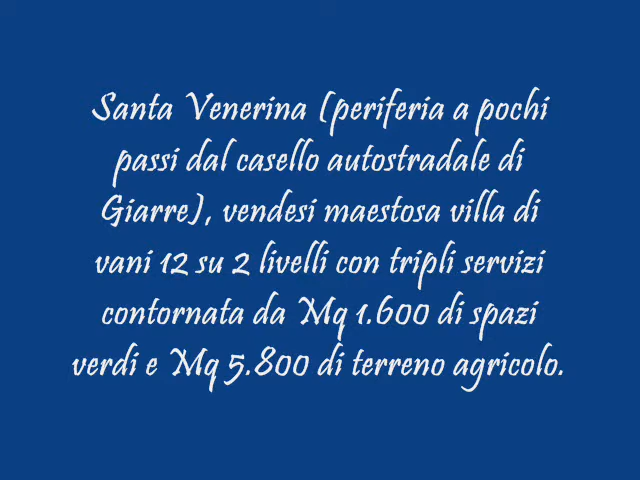 Santa Venerina (periferia a pochi
passi dal casello autostradale di
Giarre), vendesi maestosa villa di
vani 12 su 2 livelli con tripli servizi
contornata da Mq 1.600 di spazi
verdi e Mq 5.800 di terreno agricolo.